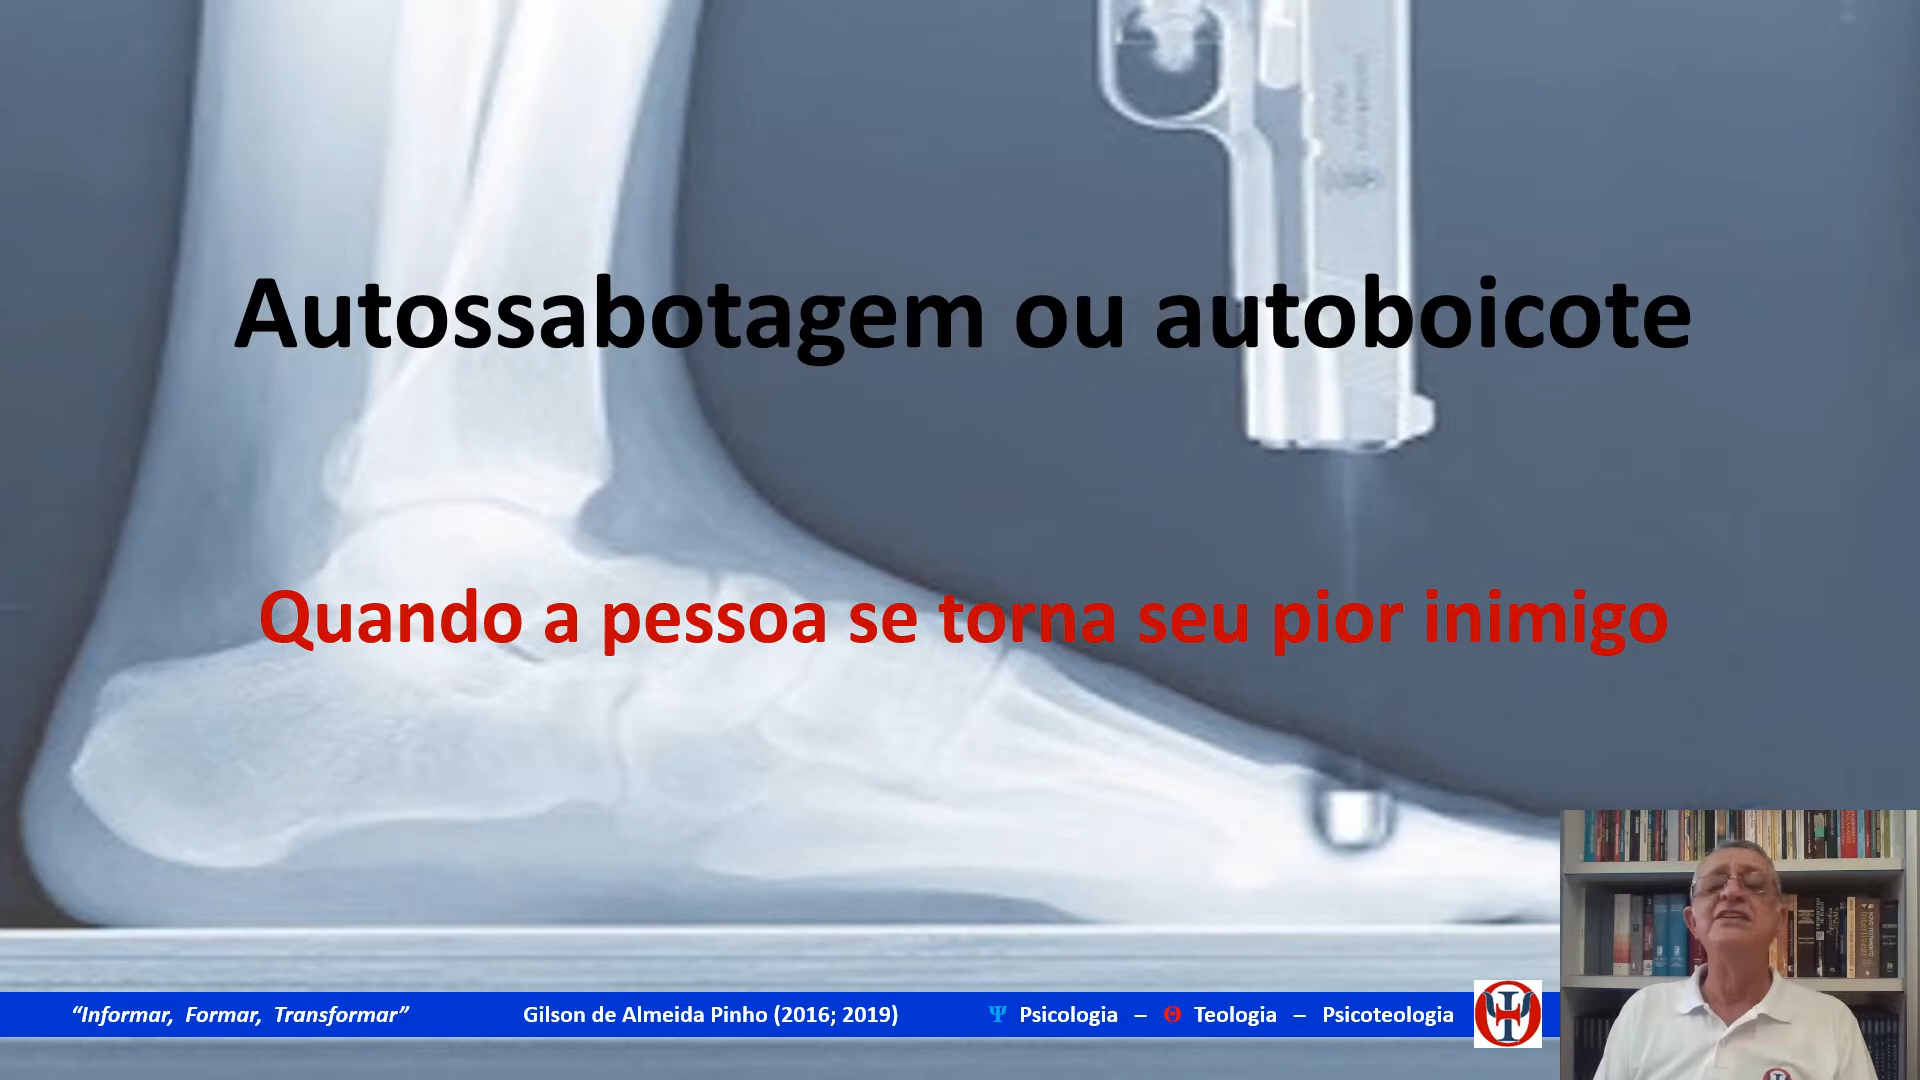 Autossabotagem ou autoboicote
Quando a pessoa se torna seu pior inimigo
“Informar, Formar, Transformar” Gilson de Almeida Pinho (2016; 2019) Ψ Psicologia – Θ Teologia – Psicoteologia